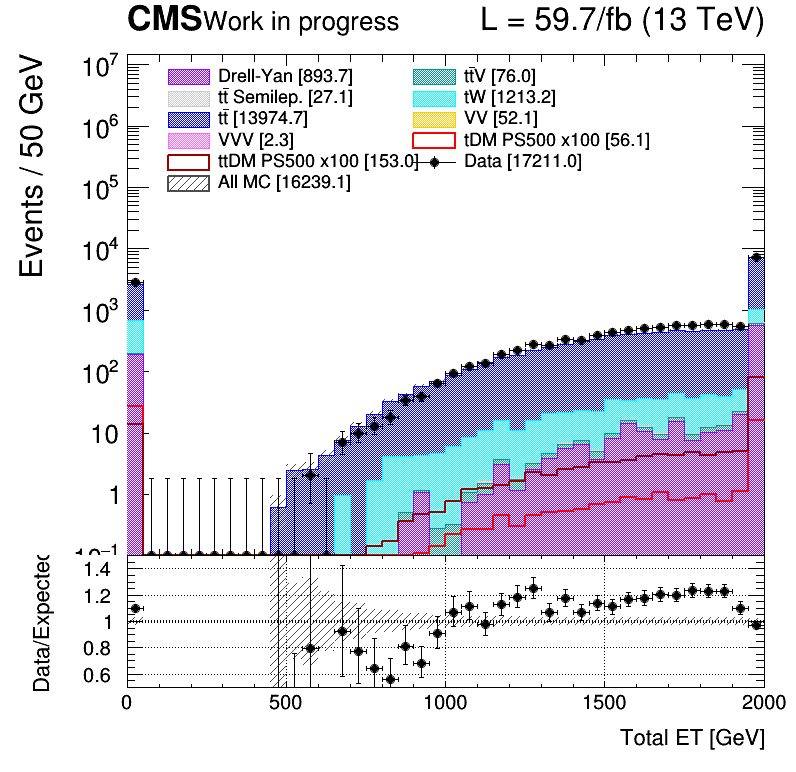 CMS Work in progress L = 59.7/fb (13 TeV)
Events / 50 GeV
10⁷
10⁶
10⁵
10⁴
10³
10²
10
1
10⁻¹
Drell-Yan [893.7] tt̄V [76.0]
tt̄ Semilep. [27.1] tW [1213.2]
tt̄ [13974.7] VV [52.1]
VVV [2.3] tDM PS500 x100 [56.1]
ttDM PS500 x100 [153.0] Data [17211.0]
All MC [16239.1]
Data/Expected
1.4
1.2
1
0.8
0.6
0 500 1000 1500 2000
Total ET [GeV]